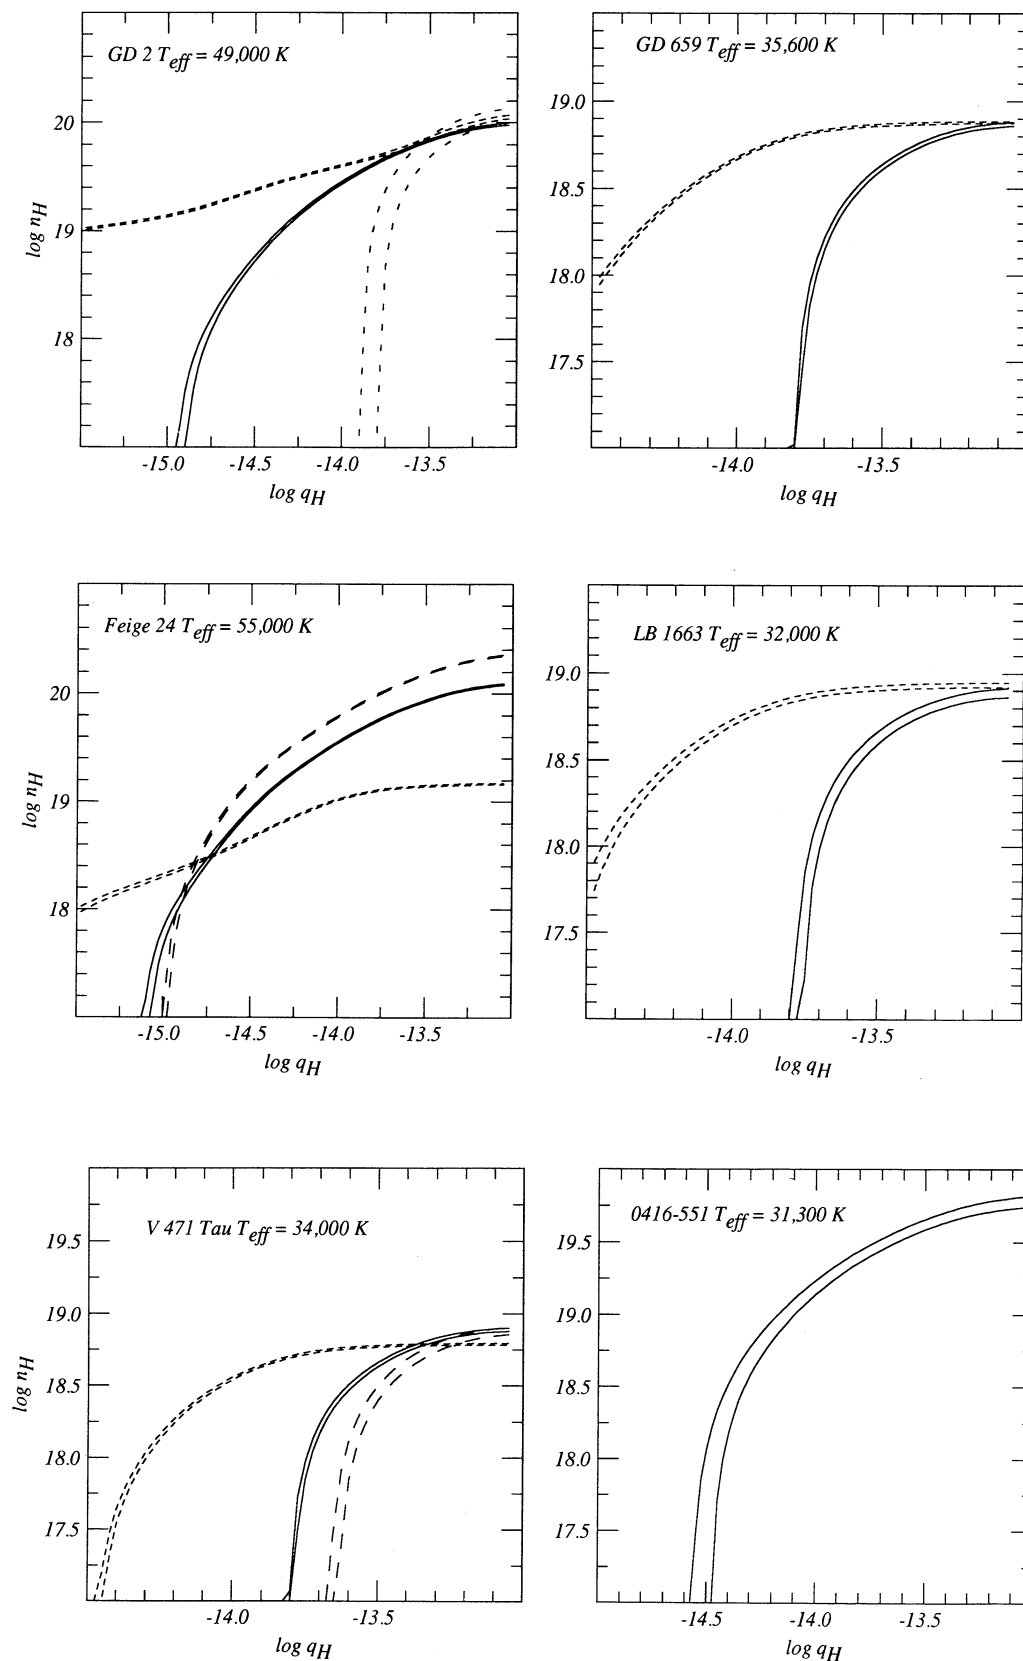 GD 2 Teff = 49,000 K
20
19
18
log nH
-15.0 -14.5 -14.0 -13.5
log qH
GD 659 Teff = 35,600 K
19.0
18.5
18.0
17.5
-14.0 -13.5
log qH
Feige 24 Teff = 55,000 K
20
19
18
log nH
-15.0 -14.5 -14.0 -13.5
log qH
LB 1663 Teff = 32,000 K
19.0
18.5
18.0
17.5
-14.0 -13.5
log qH
V 471 Tau Teff = 34,000 K
19.5
19.0
18.5
18.0
17.5
log nH
-14.0 -13.5
log qH
0416-551 Teff = 31,300 K
19.5
19.0
18.5
18.0
17.5
-14.5 -14.0 -13.5
log qH